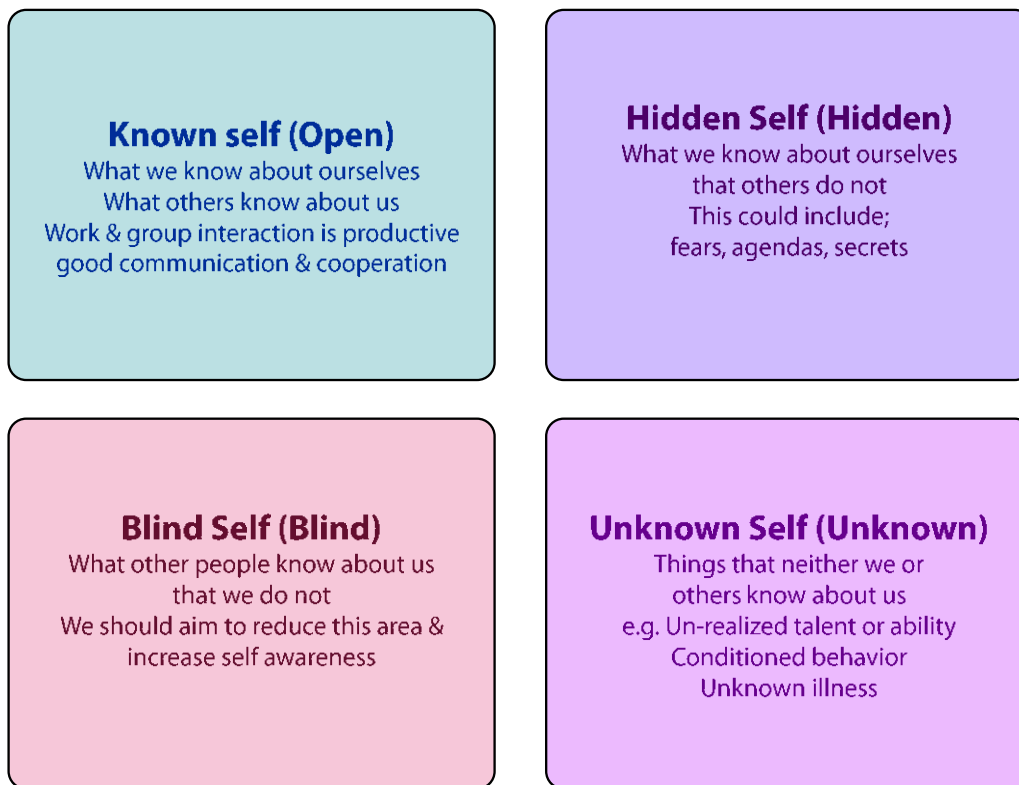 Known self (Open)
What we know about ourselves
What others know about us
Work & group interaction is productive
good communication & cooperation
Hidden Self (Hidden)
What we know about ourselves
that others do not
This could include;
fears, agendas, secrets
Blind Self (Blind)
What other people know about us
that we do not
We should aim to reduce this area &
increase self awareness
Unknown Self (Unknown)
Things that neither we or
others know about us
e.g. Un-realized talent or ability
Conditioned behavior
Unknown illness